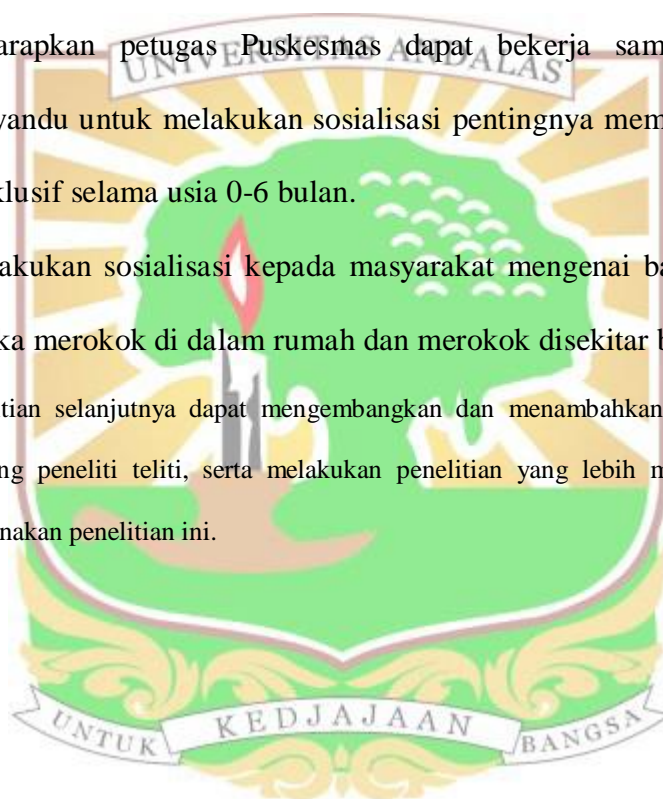 UNIVERSITAS ANDALAS
arapkan petugas Puskesmas dapat bekerja sam
yandu untuk melakukan sosialisasi pentingnya mem
klusif selama usia 0-6 bulan.
akukan sosialisasi kepada masyarakat mengenai ba
ka merokok di dalam rumah dan merokok disekitar b
tian selanjutnya dapat mengembangkan dan menambahkan
ng peneliti teliti, serta melakukan penelitian yang lebih m
nakan penelitian ini.
UNTUK KEDJAJAAN BANGSA